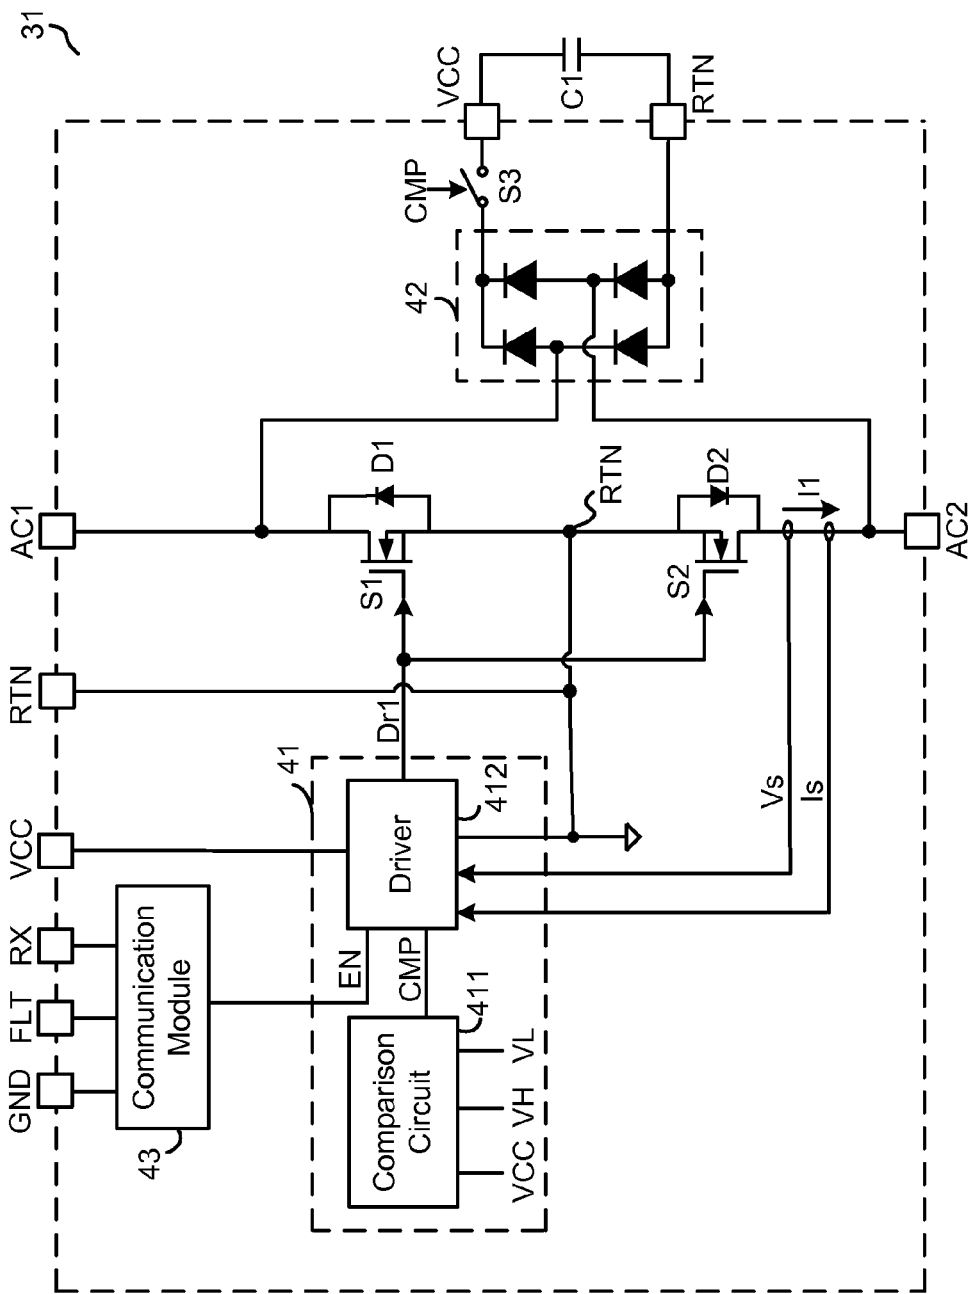 31
AC1
RTN
VCC
RX
FLT
GND
VCC
C1
RTN
CMP
S3
42
D1
S1
RTN
D2
S2
I1
AC2
Dr1
41
Driver
412
Vs
Is
EN
CMP
Communication
Module
43
Comparison
Circuit
411
VCC
VH
VL